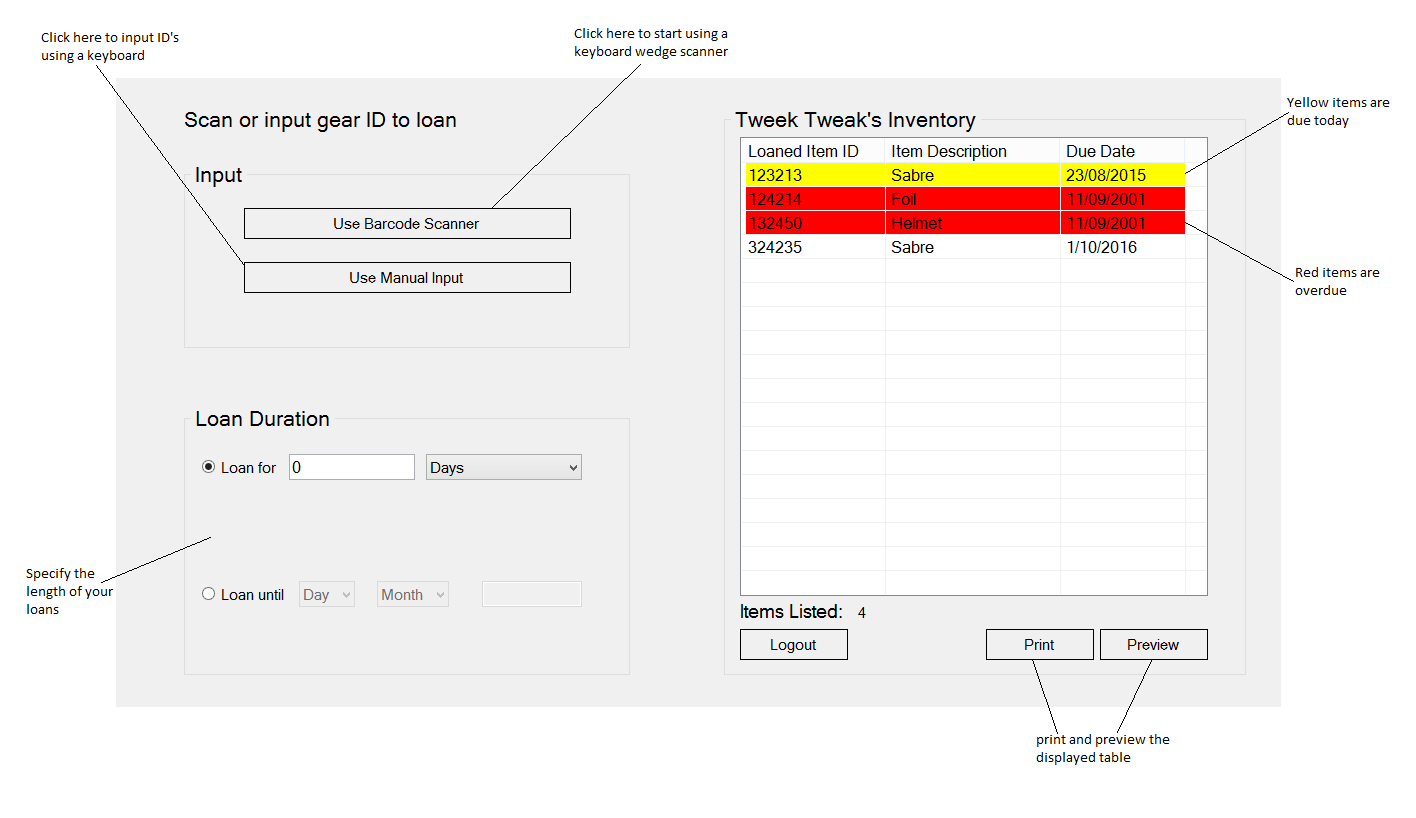 Click here to input ID's
using a keyboard
Click here to start using a
keyboard wedge scanner
Yellow items are
due today
Scan or input gear ID to loan
Input
Use Barcode Scanner
Use Manual Input
Loan Duration
Loan for 0 Days
Specify the
length of your
loans
Loan until Day Month
Tweek Tweak's Inventory
Loaned Item ID Item Description Due Date
123213 Sabre 23/08/2015
124214 Foil 11/09/2001
132450 Helmet 11/09/2001
324235 Sabre 1/10/2016
Red items are
overdue
Items Listed: 4
Logout Print Preview
print and preview the
displayed table